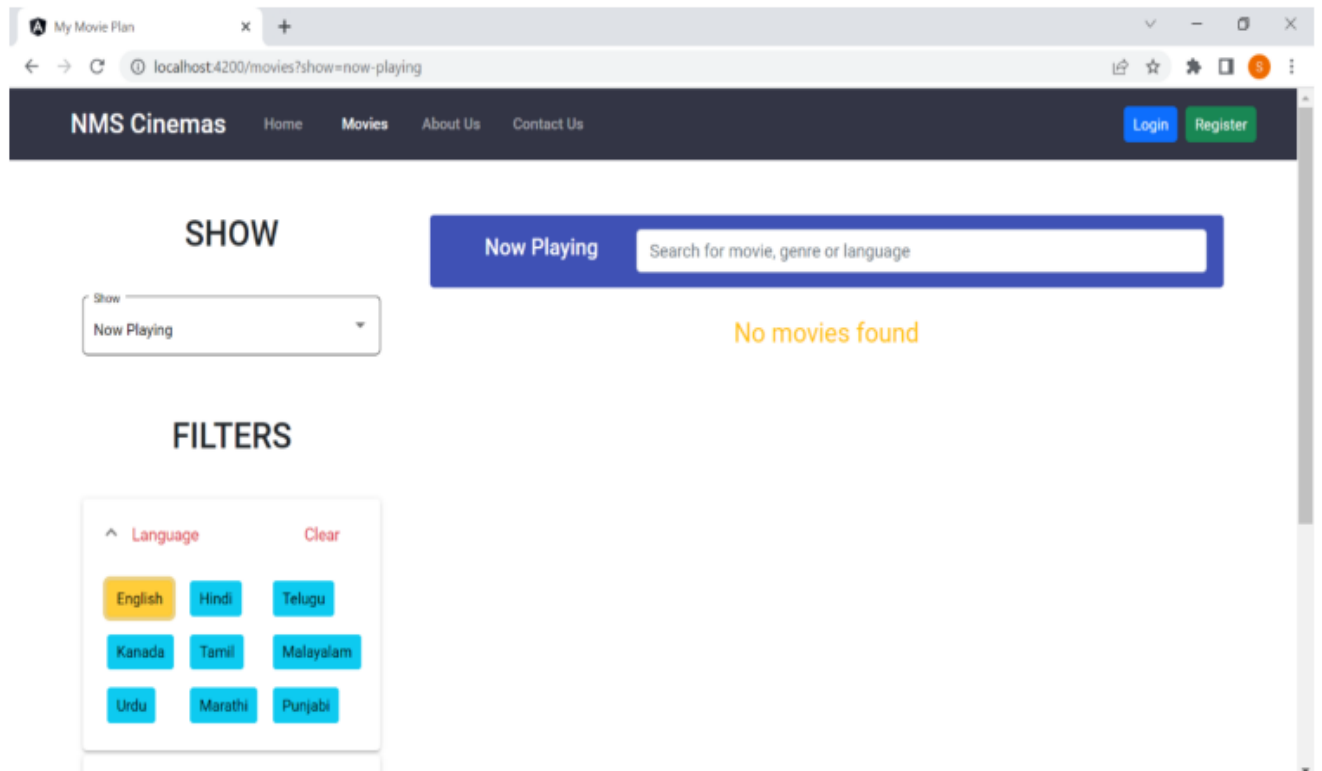 My Movie Plan
localhost:4200/movies?show=now-playing
S
NMS Cinemas Home Movies About Us Contact Us Login Register
SHOW
Show
Now Playing
FILTERS
Language Clear
English Hindi Telugu
Kanada Tamil Malayalam
Urdu Marathi Punjabi
Now Playing Search for movie, genre or language
No movies found